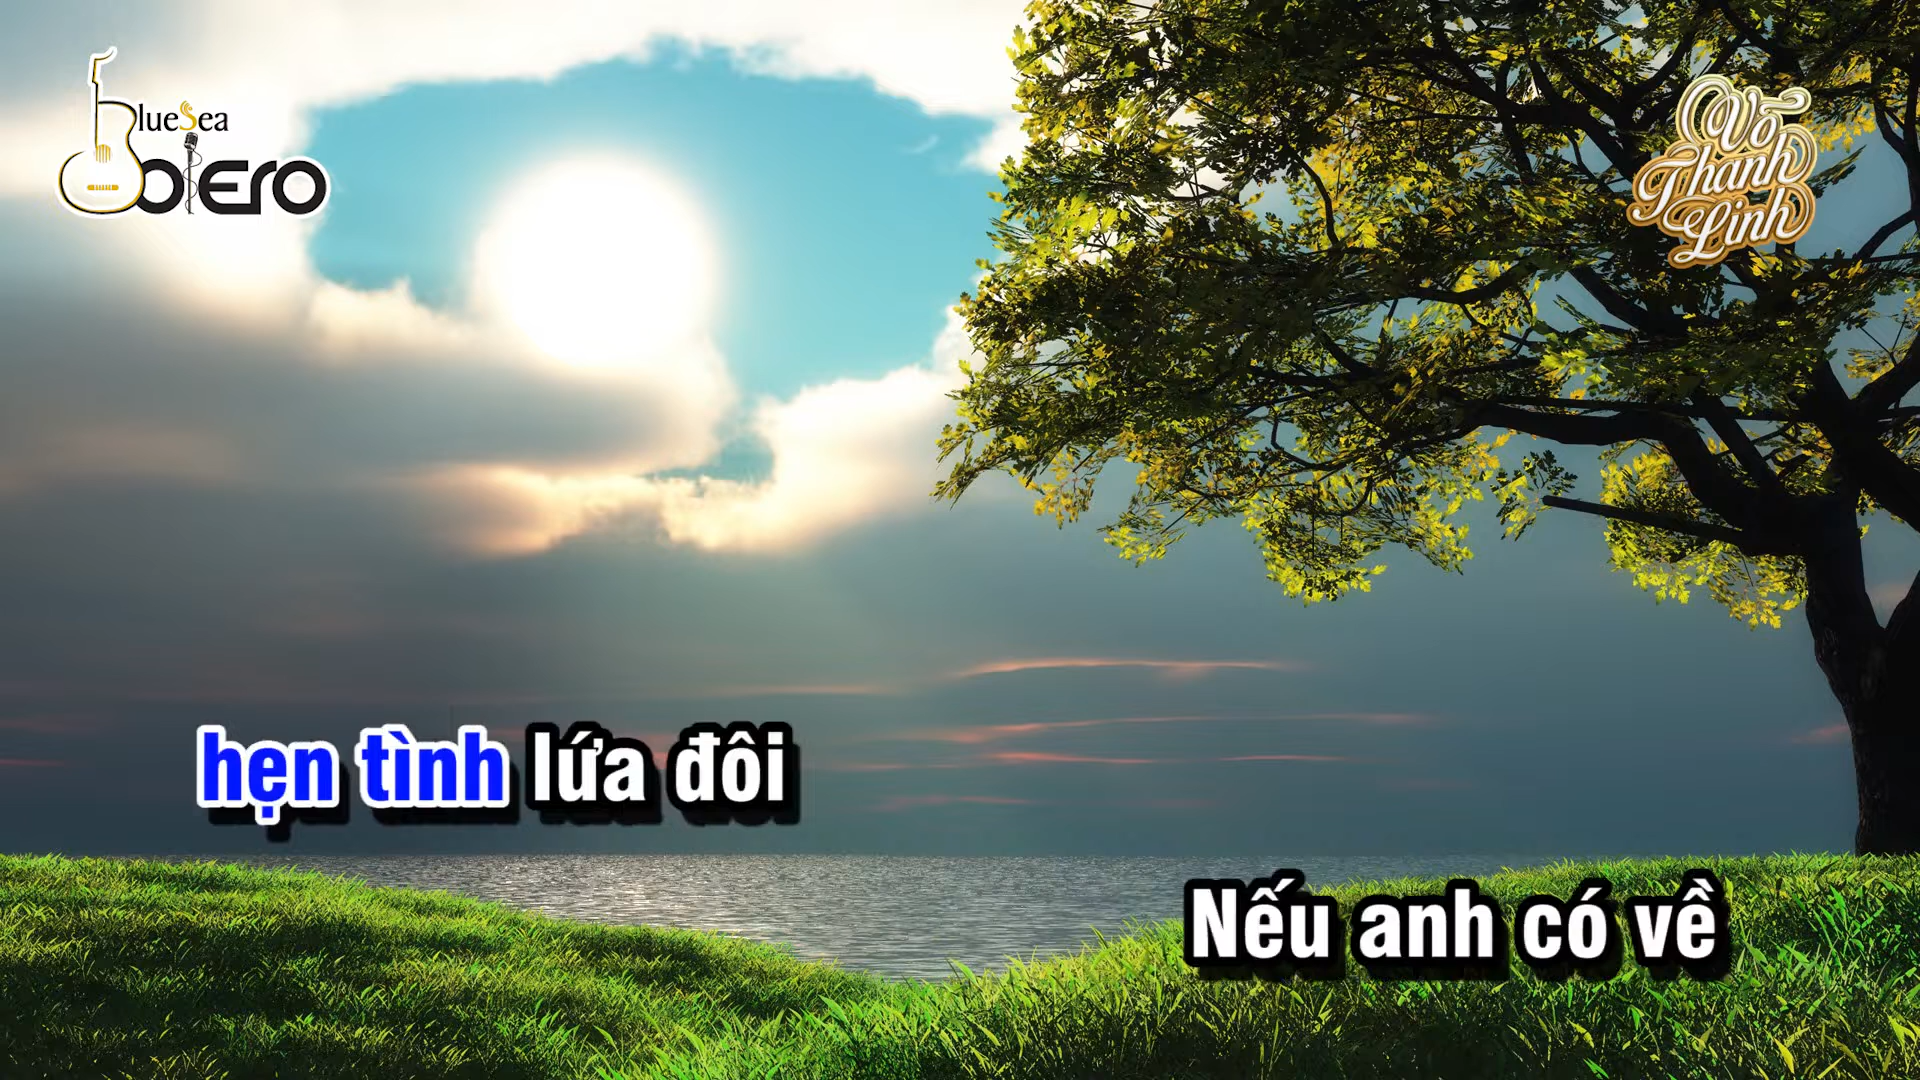 BlueSea
Bolero
Võ
Thanh
Linh
hẹn tình lứa đôi
Nếu anh có về